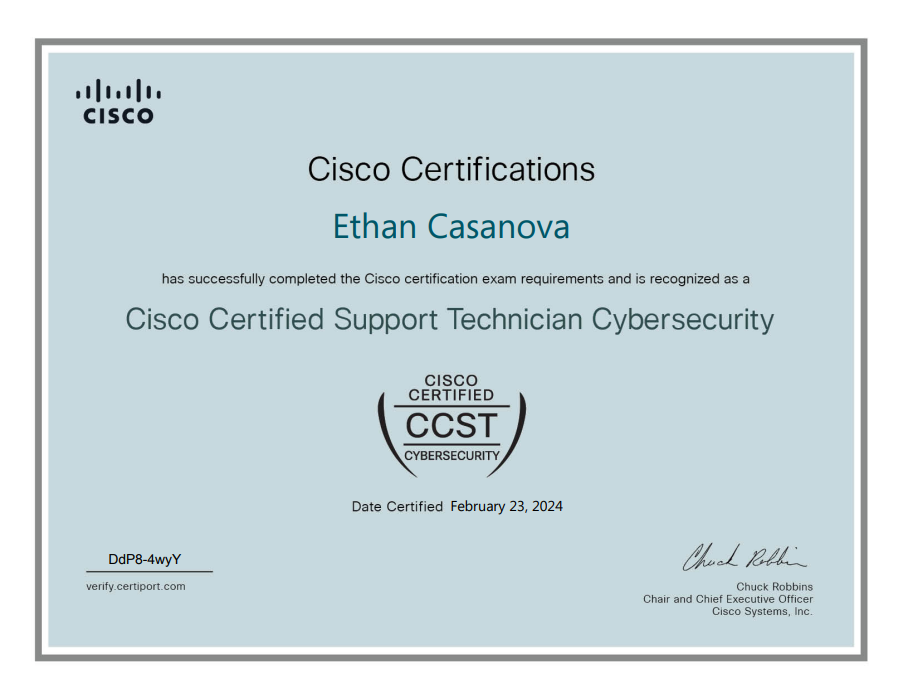 CISCO
Cisco Certifications
Ethan Casanova
has successfully completed the Cisco certification exam requirements and is recognized as a
Cisco Certified Support Technician Cybersecurity
CISCO
CERTIFIED
CCST
CYBERSECURITY
Date Certified February 23, 2024
DdP8-4wyY
verify.certiport.com
Chuck Robbins
Chuck Robbins
Chair and Chief Executive Officer
Cisco Systems, Inc.